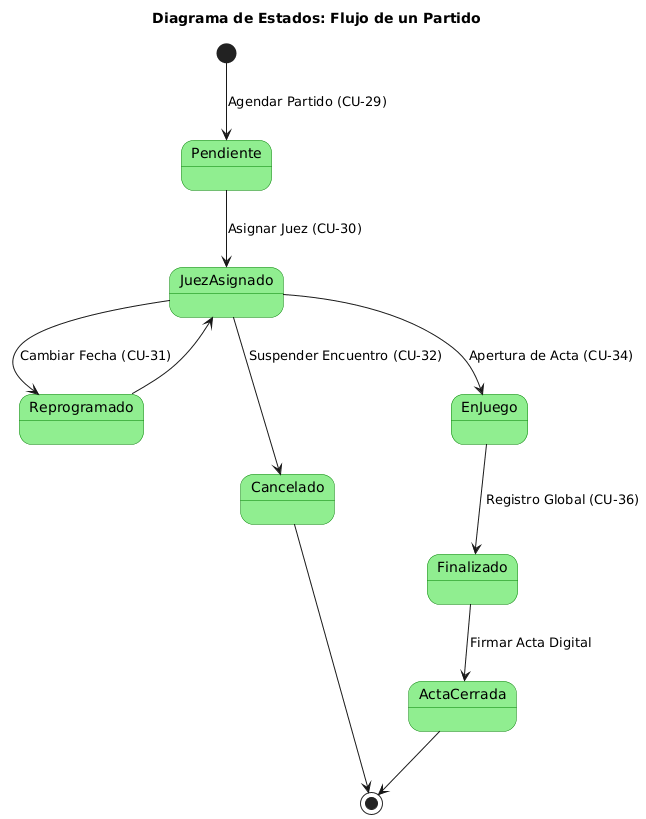 Diagrama de Estados: Flujo de un Partido
Agendar Partido (CU-29)
Pendiente
Asignar Juez (CU-30)
JuezAsignado
Cambiar Fecha (CU-31)
Suspender Encuentro (CU-32)
Apertura de Acta (CU-34)
Reprogramado
EnJuego
Cancelado
Registro Global (CU-36)
Finalizado
Firmar Acta Digital
ActaCerrada